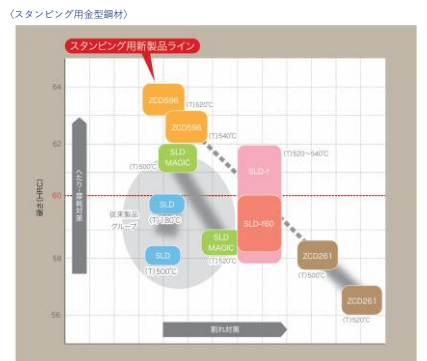 〈スタンピング用金型鋼材〉
スタンピング用新製品ライン
64
ZCD596
(T)520℃
ZCD596
(T)540℃
62
SLD
MAGIC
(T)500℃
(T)520〜540℃
SLD-f
へたり・摩耗対策
硬さ(HRC)
60
従来製品
グループ
SLD
(T)180℃
SLD-f60
58
SLD
(T)500℃
SLD
MAGIC
(T)520℃
ZCD261
(T)500℃
56
ZCD261
(T)520℃
割れ対策